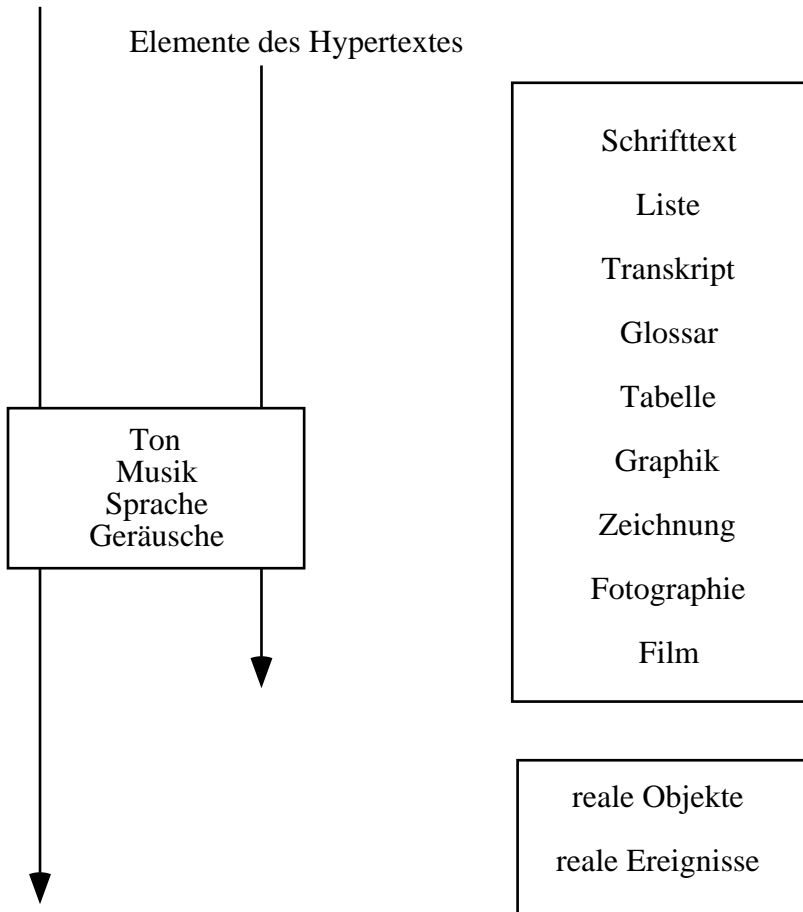 Elemente des Hypertextes
Schrifttext
Liste
Transkript
Glossar
Tabelle
Graphik
Zeichnung
Fotographie
Film
Ton
Musik
Sprache
Geräusche
reale Objekte
reale Ereignisse